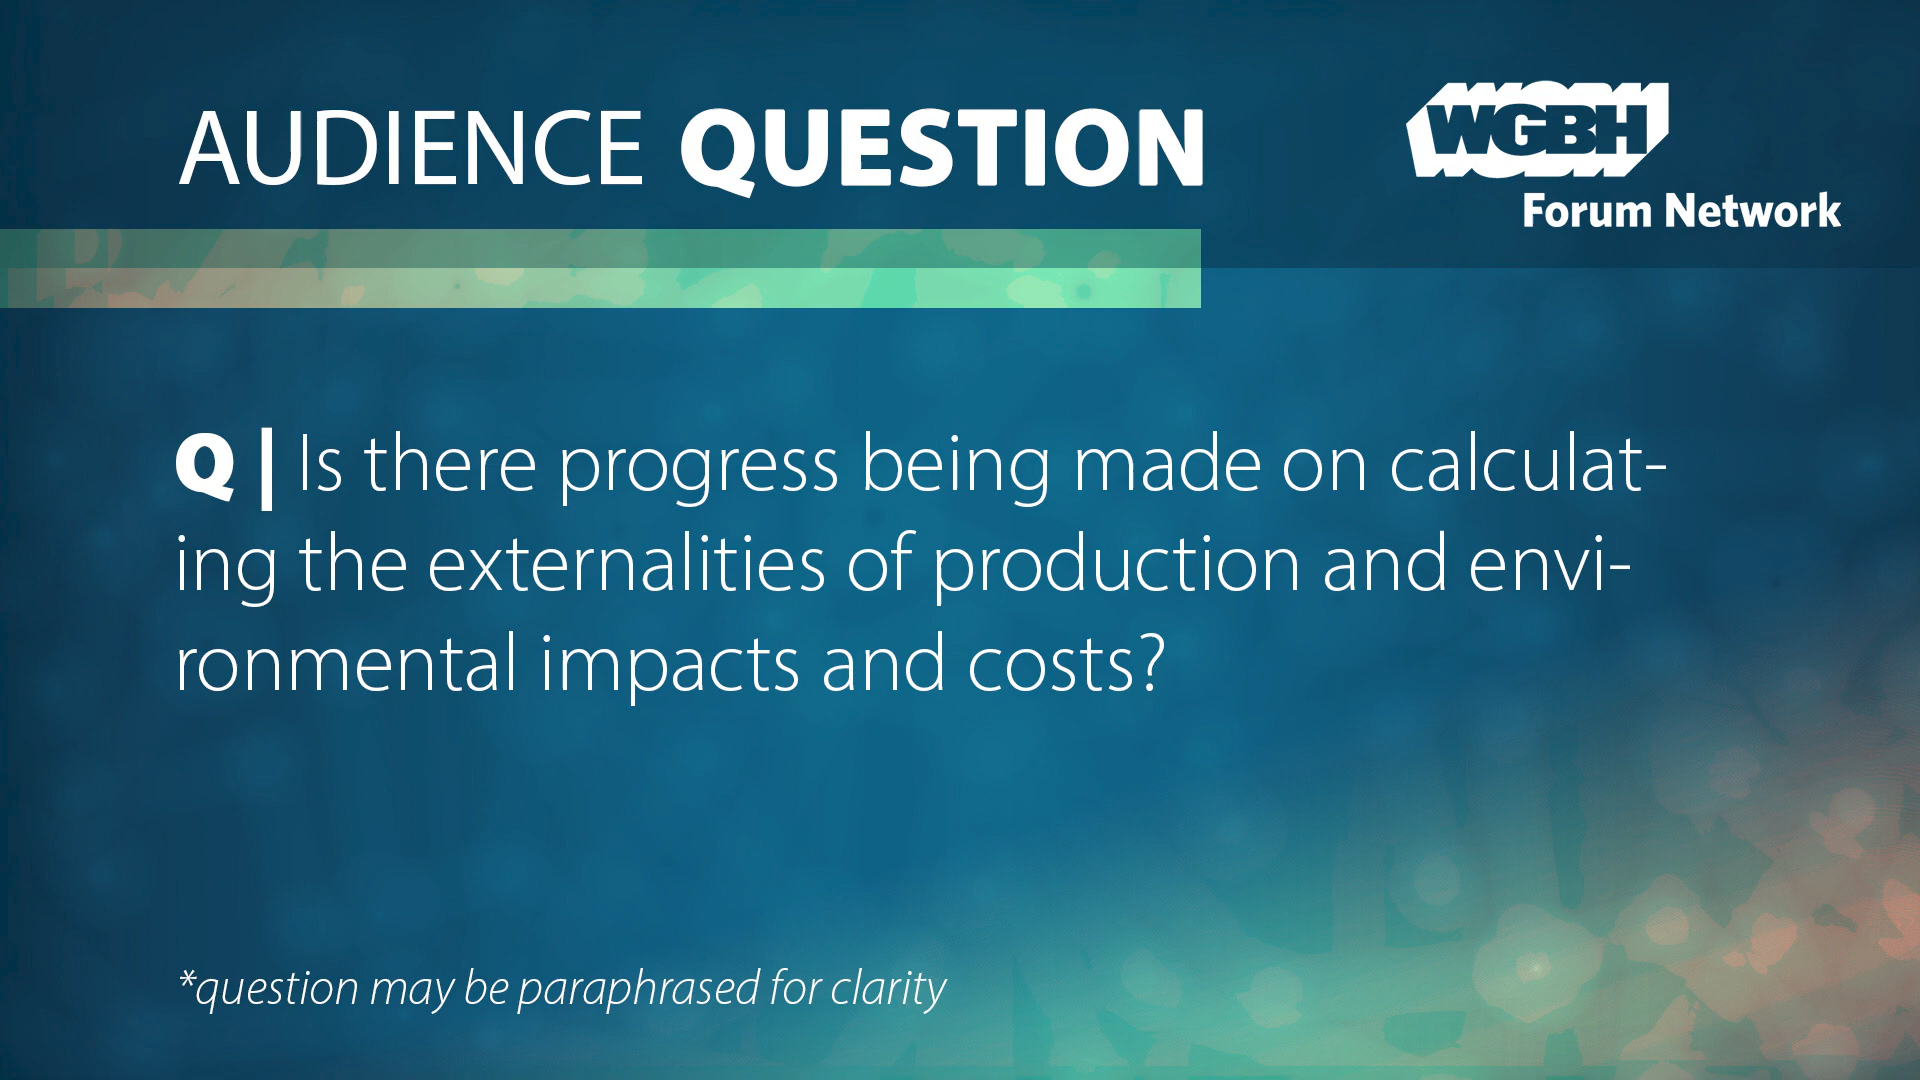 AUDIENCE QUESTION
WGBH
Forum Network
Q | Is there progress being made on calculat-
ing the externalities of production and envi-
ronmental impacts and costs?
*question may be paraphrased for clarity